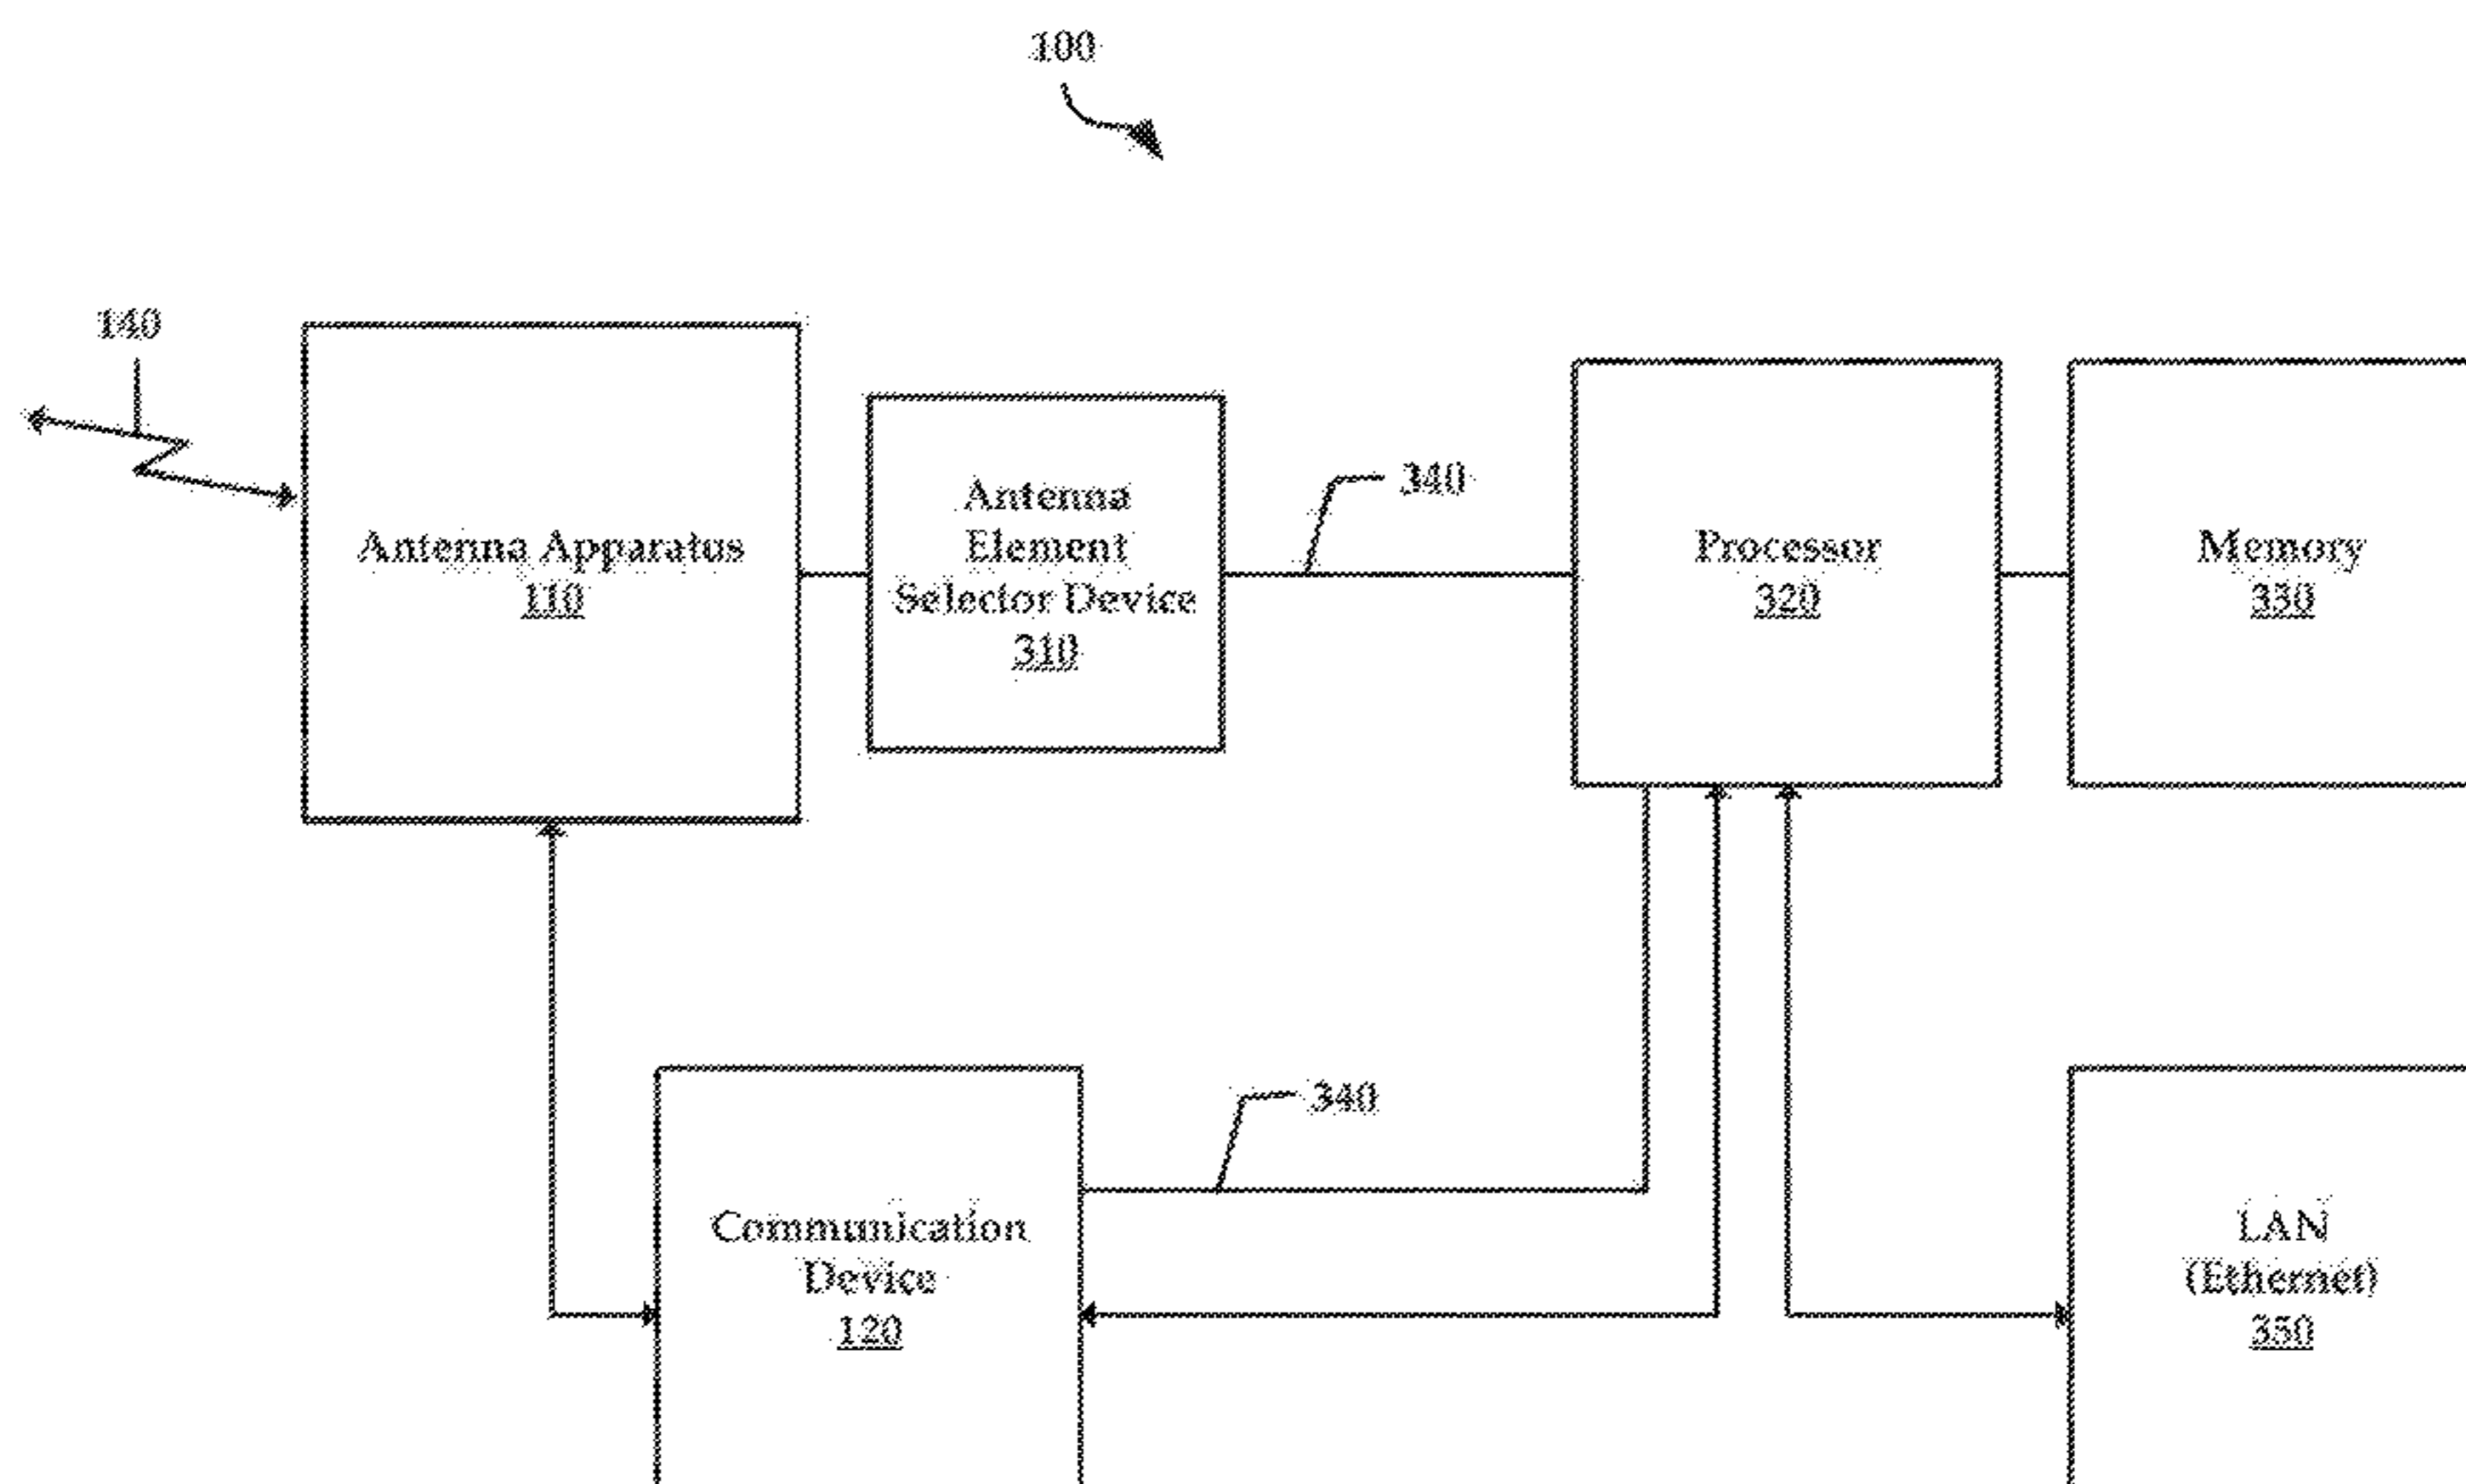 100
140
Antenna Apparatus
110
Antenna
Element
Selector Device
310
340
Processor
320
Memory
330
340
Communication
Device
120
LAN
(Ethernet)
350